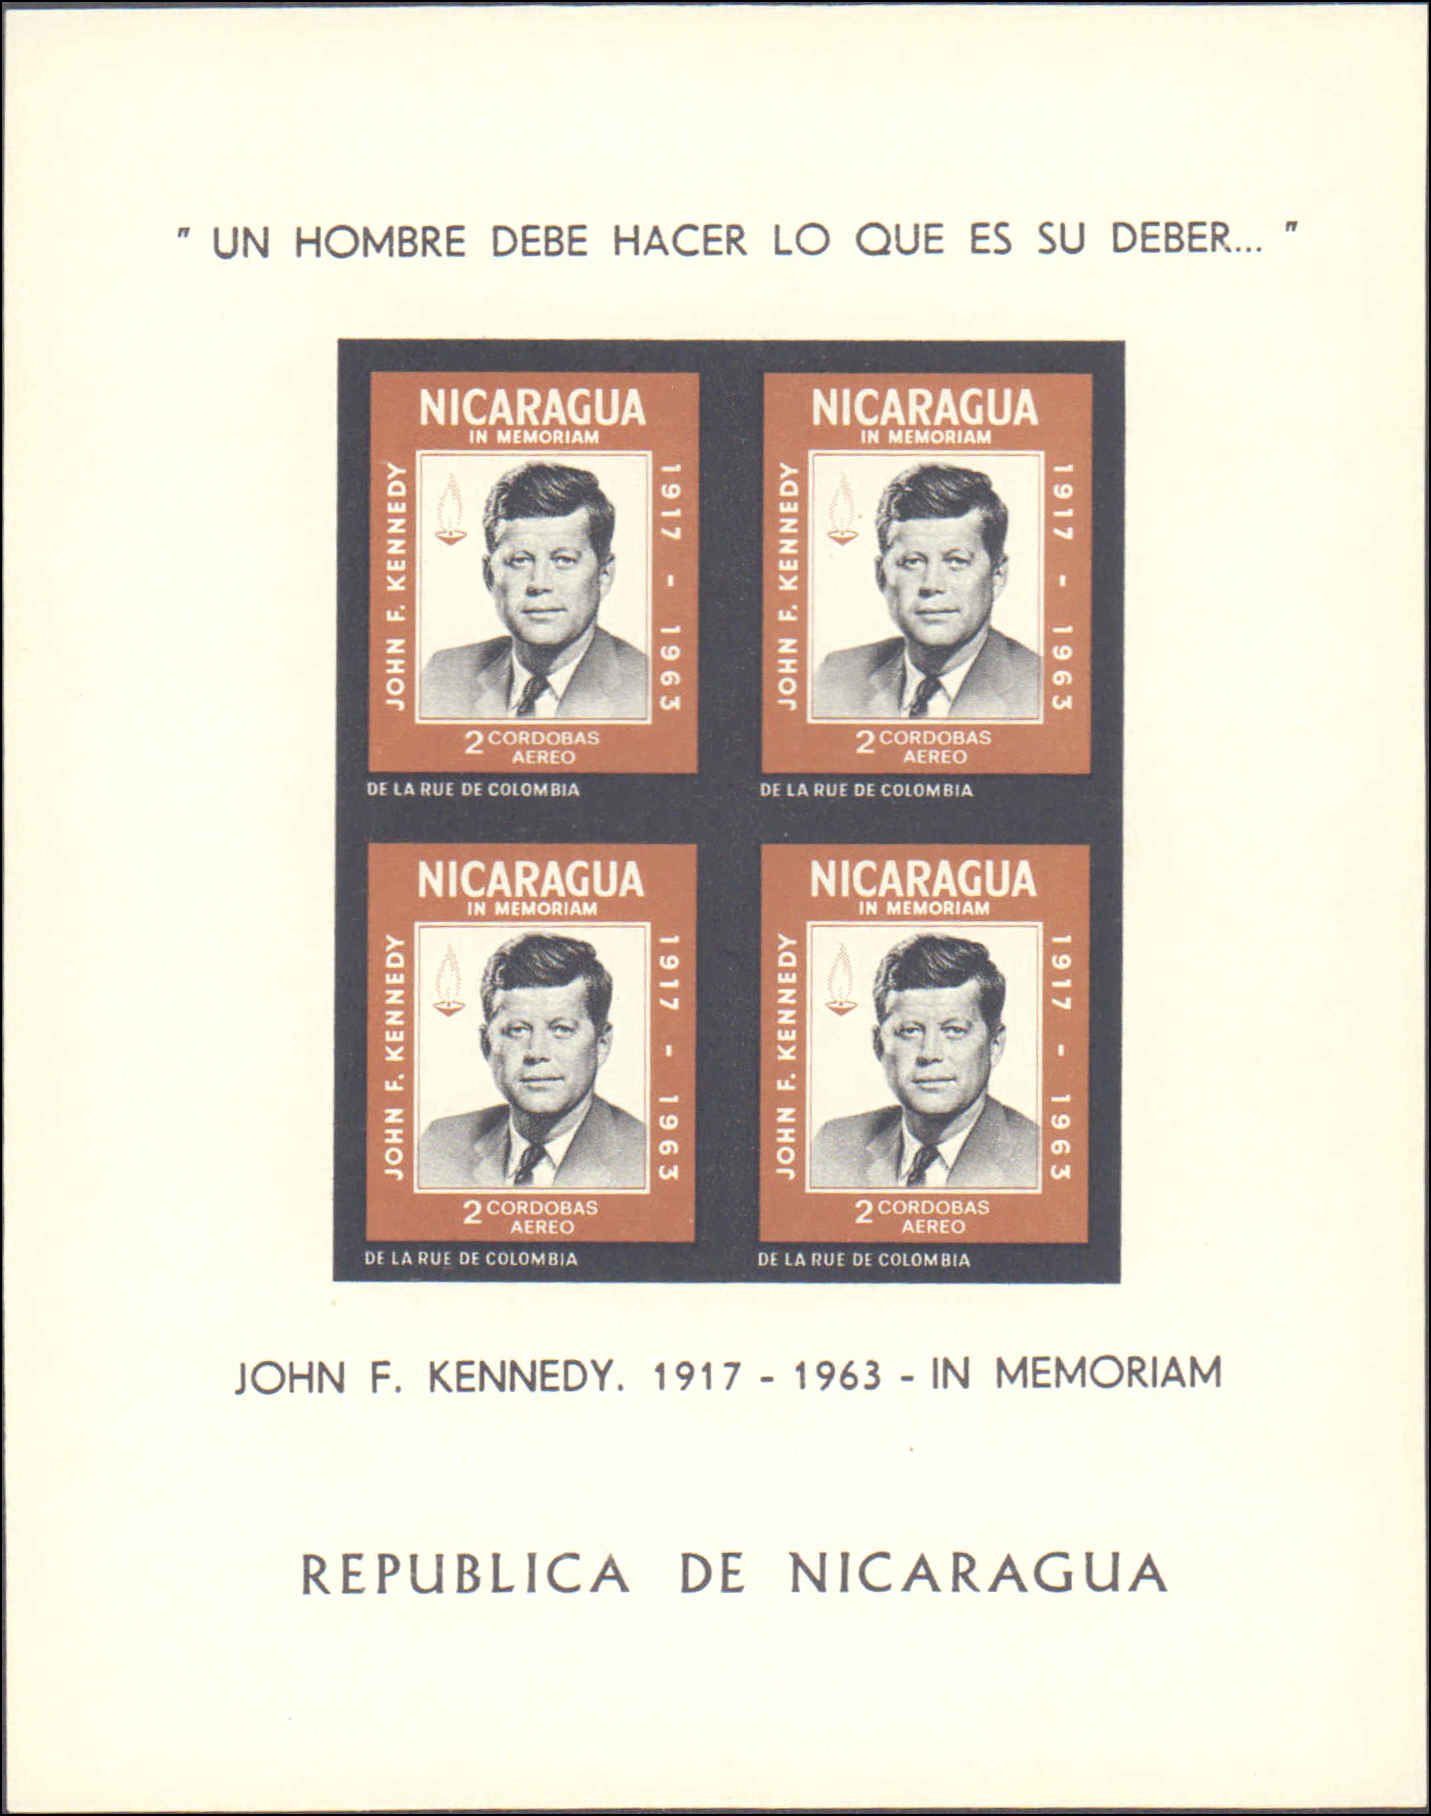 " UN HOMBRE DEBE HACER LO QUE ES SU DEBER... "
NICARAGUA
IN MEMORIAM
JOHN F. KENNEDY
1917 - 1963
2 CORDOBAS
AEREO
DE LA RUE DE COLOMBIA
NICARAGUA
IN MEMORIAM
JOHN F. KENNEDY
1917 - 1963
2 CORDOBAS
AEREO
DE LA RUE DE COLOMBIA
NICARAGUA
IN MEMORIAM
JOHN F. KENNEDY
1917 - 1963
2 CORDOBAS
AEREO
DE LA RUE DE COLOMBIA
NICARAGUA
IN MEMORIAM
JOHN F. KENNEDY
1917 - 1963
2 CORDOBAS
AEREO
DE LA RUE DE COLOMBIA
JOHN F. KENNEDY. 1917 - 1963 - IN MEMORIAM
REPUBLICA DE NICARAGUA